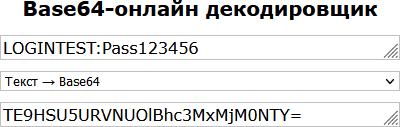 Base64-онлайн декодировщик
LOGINTEST:Pass123456
Текст → Base64
TE9HSU5URVNUOlBhc3MxMjM0NTY=